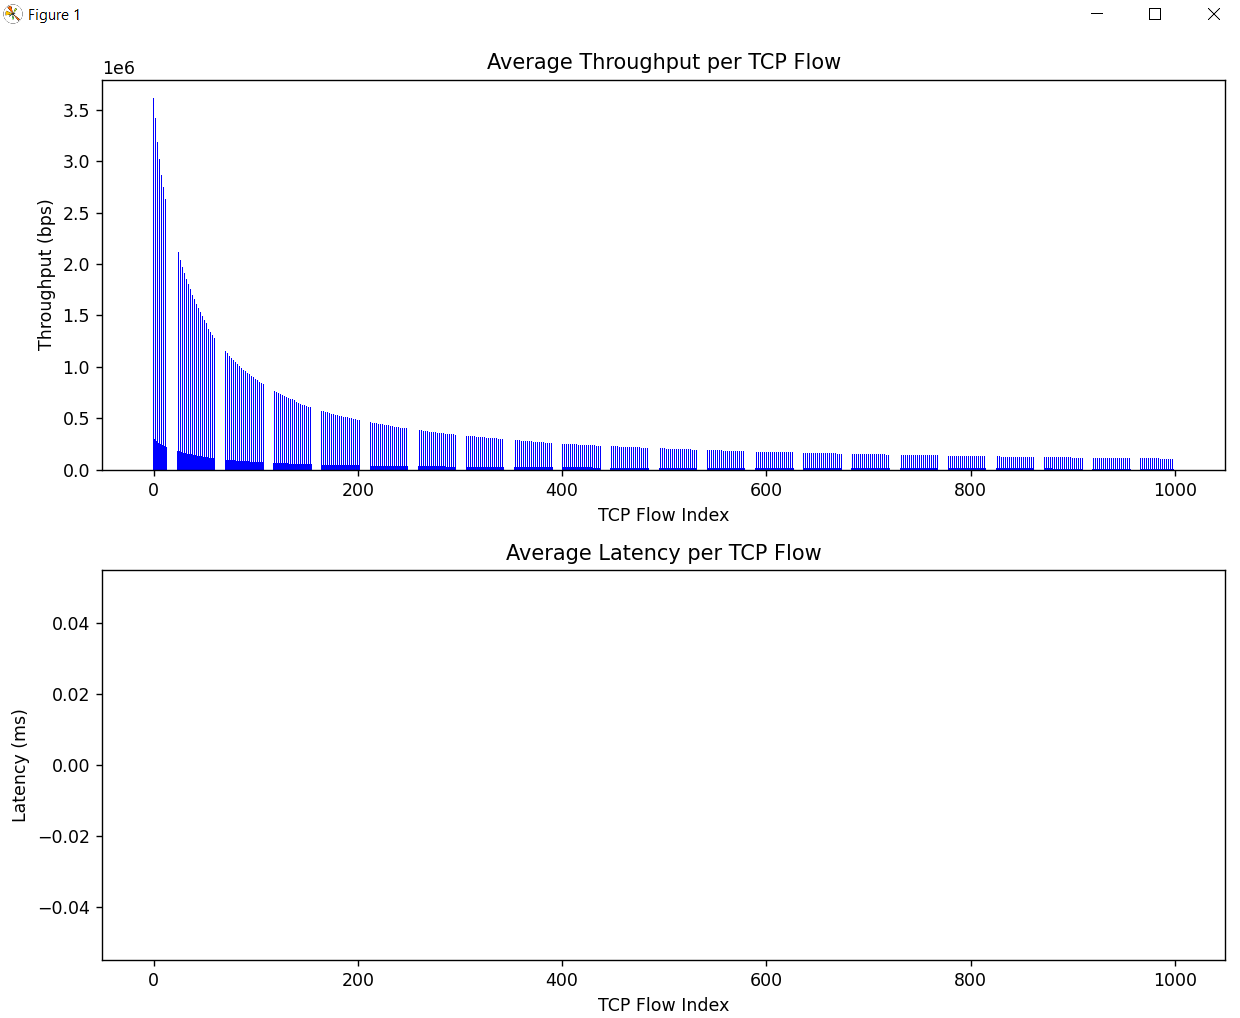 Figure 1
Average Throughput per TCP Flow
1e6
3.5
3.0
2.5
2.0
1.5
1.0
0.5
0.0
Throughput (bps)
0 200 400 600 800 1000
TCP Flow Index
Average Latency per TCP Flow
0.04
0.02
0.00
−0.02
−0.04
Latency (ms)
0 200 400 600 800 1000
TCP Flow Index